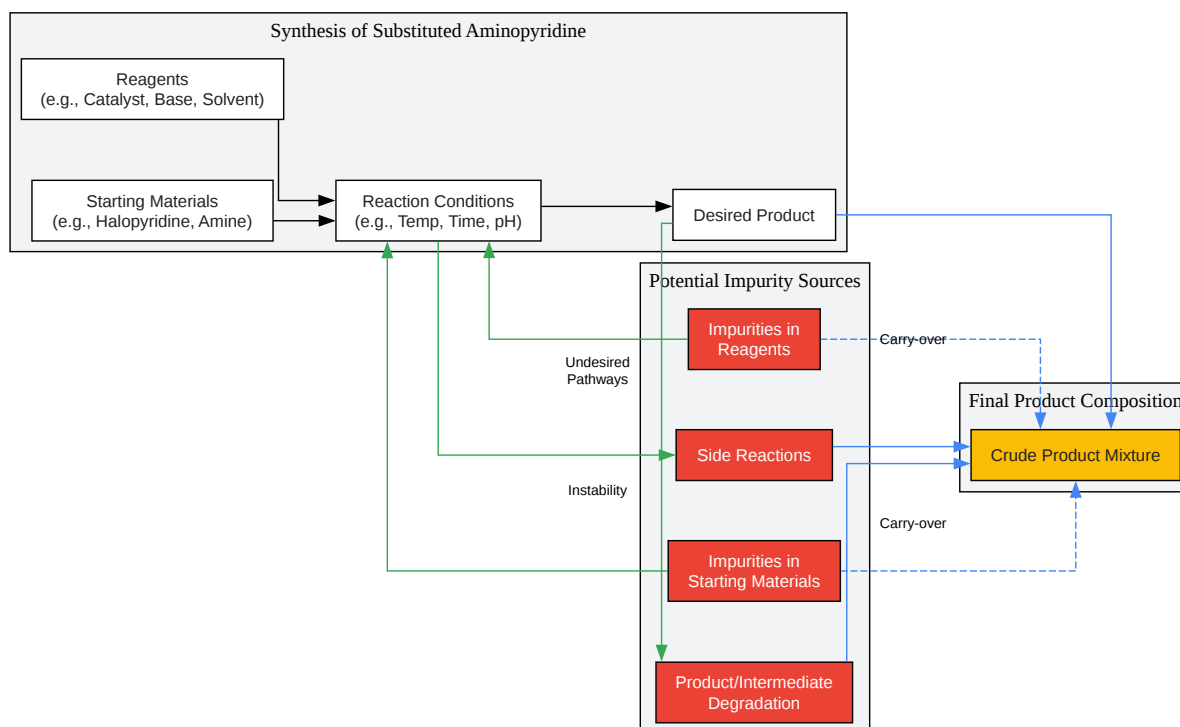 Synthesis of Substituted Aminopyridine
Reagents
(e.g., Catalyst, Base, Solvent)
Starting Materials
(e.g., Halopyridine, Amine)
Reaction Conditions
(e.g., Temp, Time, pH)
Desired Product
Potential Impurity Sources
Impurities in
Reagents
Carry-over
Undesired
Pathways
Final Product Composition
Side Reactions
Crude Product Mixture
Instability
Carry-over
Impurities in
Starting Materials
Product/Intermediate
Degradation